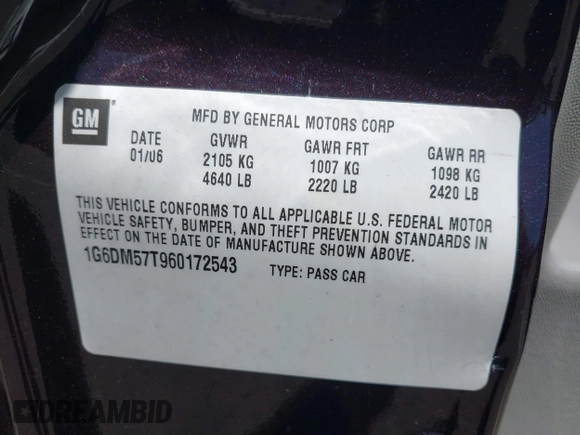 GM
MFD BY GENERAL MOTORS CORP
DATE GVWR GAWR FRT GAWR RR
01/06 2105 KG 1007 KG 1098 KG
4640 LB 2220 LB 2420 LB
THIS VEHICLE CONFORMS TO ALL APPLICABLE U.S. FEDERAL MOTOR
VEHICLE SAFETY, BUMPER, AND THEFT PREVENTION STANDARDS IN
EFFECT ON THE DATE OF MANUFACTURE SHOWN ABOVE.
1G6DM57T960172543 TYPE: PASS CAR
DREAMBID